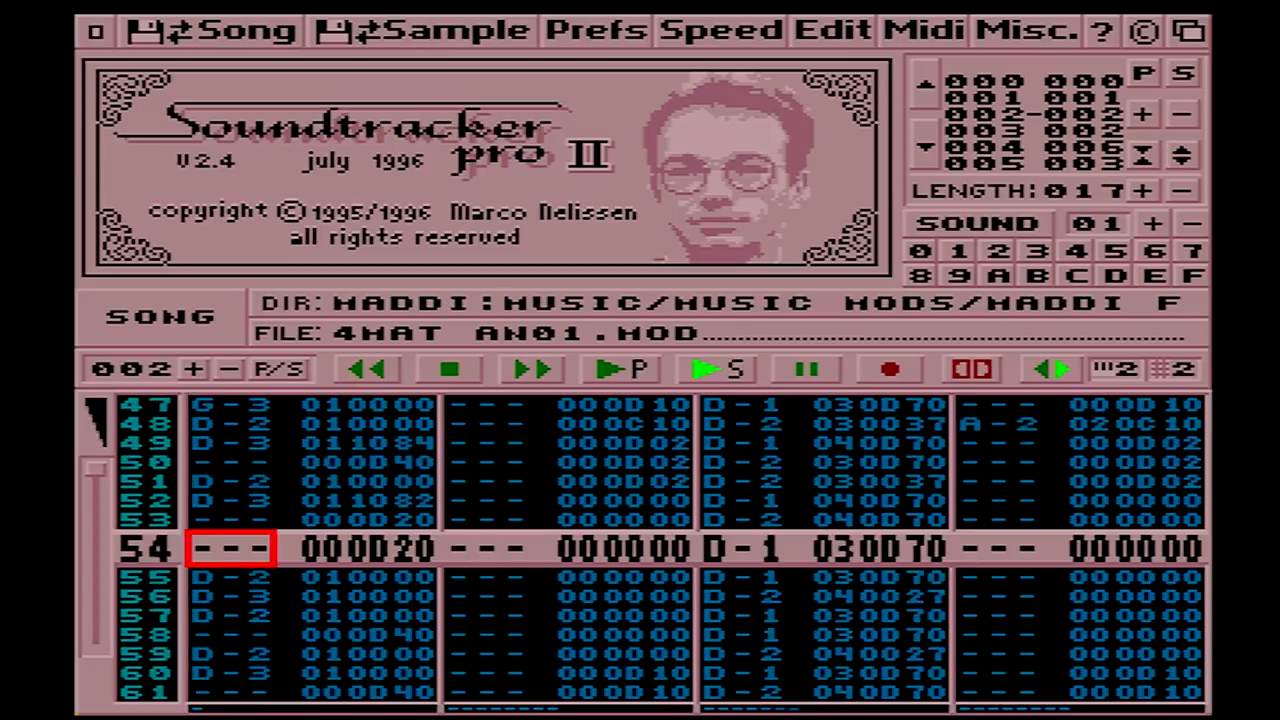 Song Sample Prefs Speed Edit Midi Misc. ? ©
Soundtracker
pro II
V2.4 july 1996
copyright © 1995/1996 Marco Nelissen
all rights reserved
000 000 P S
001 001
002-002 + -
003 002
004 006
005 003
LENGTH:017 + -
SOUND 01 + -
0 1 2 3 4 5 6 7
8 9 A B C D E F
SONG
DIR: HADDI:MUSIC/MUSIC MODS/HADDI F
FILE: 4MAT AN01.MOD
002 + - P/S P S 2 #2
47 G-3 010000 --- 000D10 D-1 030D70 --- 000D10
48 D-2 010000 --- 000C10 D-2 030037 A-2 020C10
49 D-3 011084 --- 000D02 D-1 040D70 --- 000D02
50 --- 000D40 --- 000D02 D-2 030D70 --- 000D02
51 D-2 010000 --- 000D02 D-2 030037 --- 000D02
52 D-3 011082 --- 000000 D-1 040D70 --- 000000
53 --- 000D20 --- 000000 D-1 040D70 --- 000000
54 --- 000D20 --- 000000 D-1 030D70 --- 000000
55 D-2 010000 --- 000000 D-1 030D70 --- 000000
56 D-3 010000 --- 000000 D-2 040027 --- 000000
57 D-2 010000 --- 000000 D-1 030D70 --- 000000
58 --- 000D40 --- 000000 D-1 030D70 --- 000000
59 D-2 010000 --- 000000 D-2 040027 --- 000000
60 D-3 010000 --- 000D10 D-1 030D70 --- 000D10
61 --- 000D40 --- 000D10 D-2 040D70 --- 000D10